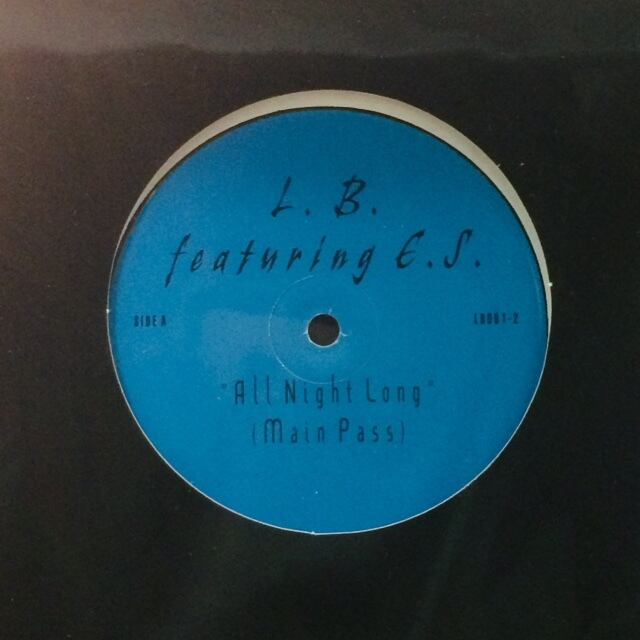 L. B.
featuring E.S.
SIDE A
LB001-2
"All Night Long"
(Main Pass)